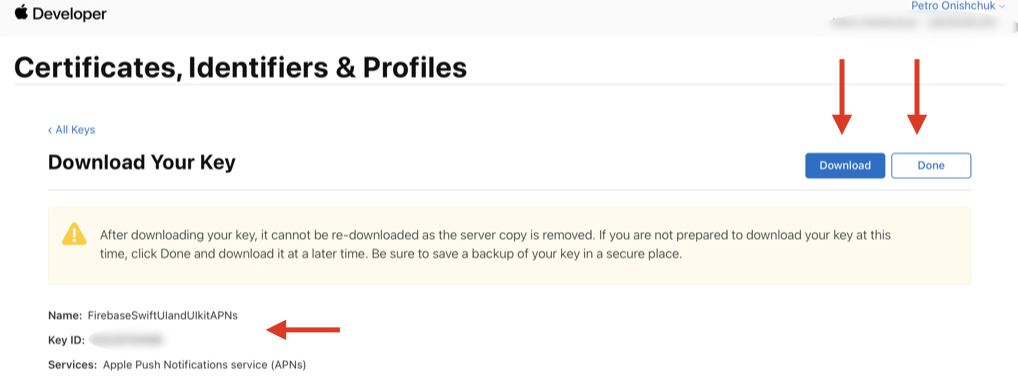 Developer
Petro Onishchuk
Certificates, Identifiers & Profiles
‹ All Keys
Download Your Key
Download
Done
After downloading your key, it cannot be re-downloaded as the server copy is removed. If you are not prepared to download your key at this
time, click Done and download it at a later time. Be sure to save a backup of your key in a secure place.
Name: FirebaseSwiftUIandUIkitAPNs
Key ID:
Services: Apple Push Notifications service (APNs)